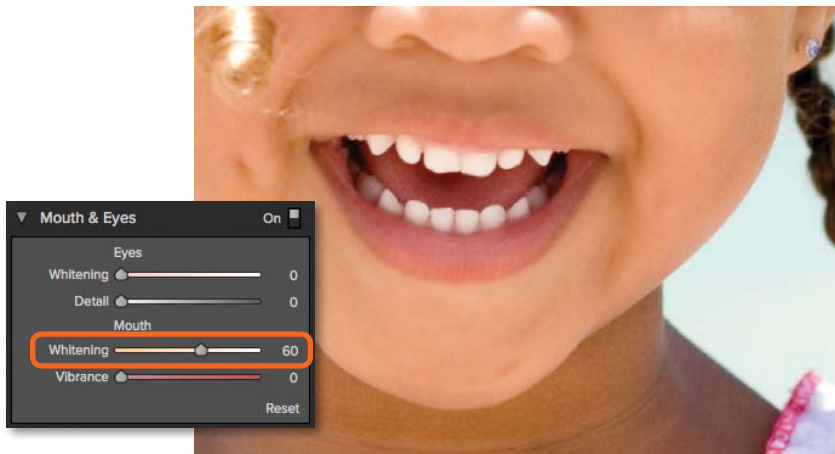 Mouth & Eyes On
Eyes
Whitening 0
Detail 0
Mouth
Whitening 60
Vibrance 0
Reset